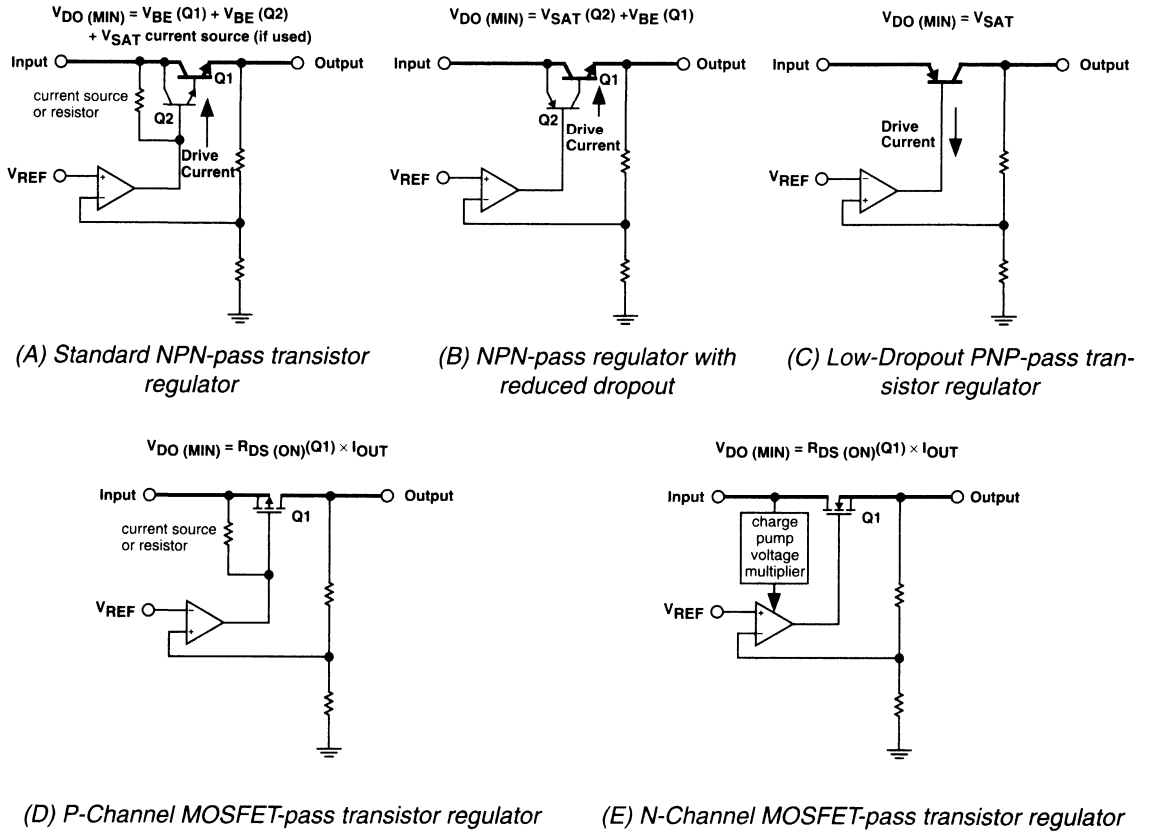 VDO (MIN) = VBE (Q1) + VBE (Q2)
+ VSAT current source (if used)
Input
Output
Q1
current source
or resistor
Q2
Drive
Current
VREF
+
−
(A) Standard NPN-pass transistor
regulator
VDO (MIN) = VSAT (Q2) +VBE (Q1)
Input
Output
Q1
Q2
Drive
Current
VREF
+
−
(B) NPN-pass regulator with
reduced dropout
VDO (MIN) = VSAT
Input
Output
Drive
Current
VREF
−
+
(C) Low-Dropout PNP-pass tran-
sistor regulator
VDO (MIN) = RDS (ON)(Q1) × IOUT
Input
Output
Q1
current source
or resistor
VREF
−
+
(D) P-Channel MOSFET-pass transistor regulator
VDO (MIN) = RDS (ON)(Q1) × IOUT
Input
Output
Q1
charge
pump
voltage
multiplier
VREF
+
−
(E) N-Channel MOSFET-pass transistor regulator